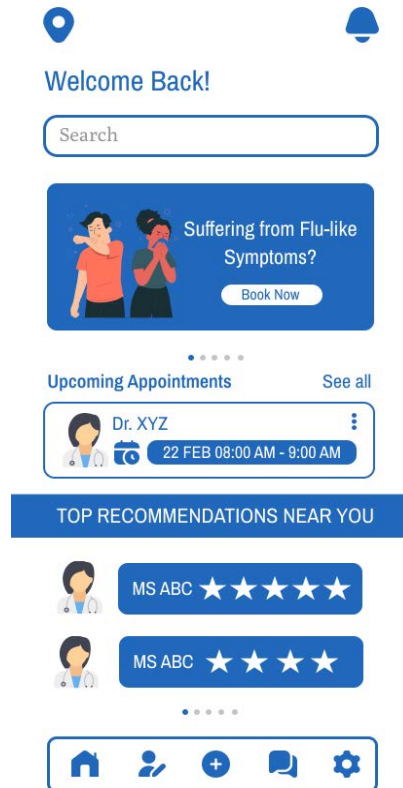 Welcome Back!
Search
Suffering from Flu-like
Symptoms?
Book Now
Upcoming Appointments See all
Dr. XYZ
22 FEB 08:00 AM - 9:00 AM
TOP RECOMMENDATIONS NEAR YOU
MS ABC
MS ABC